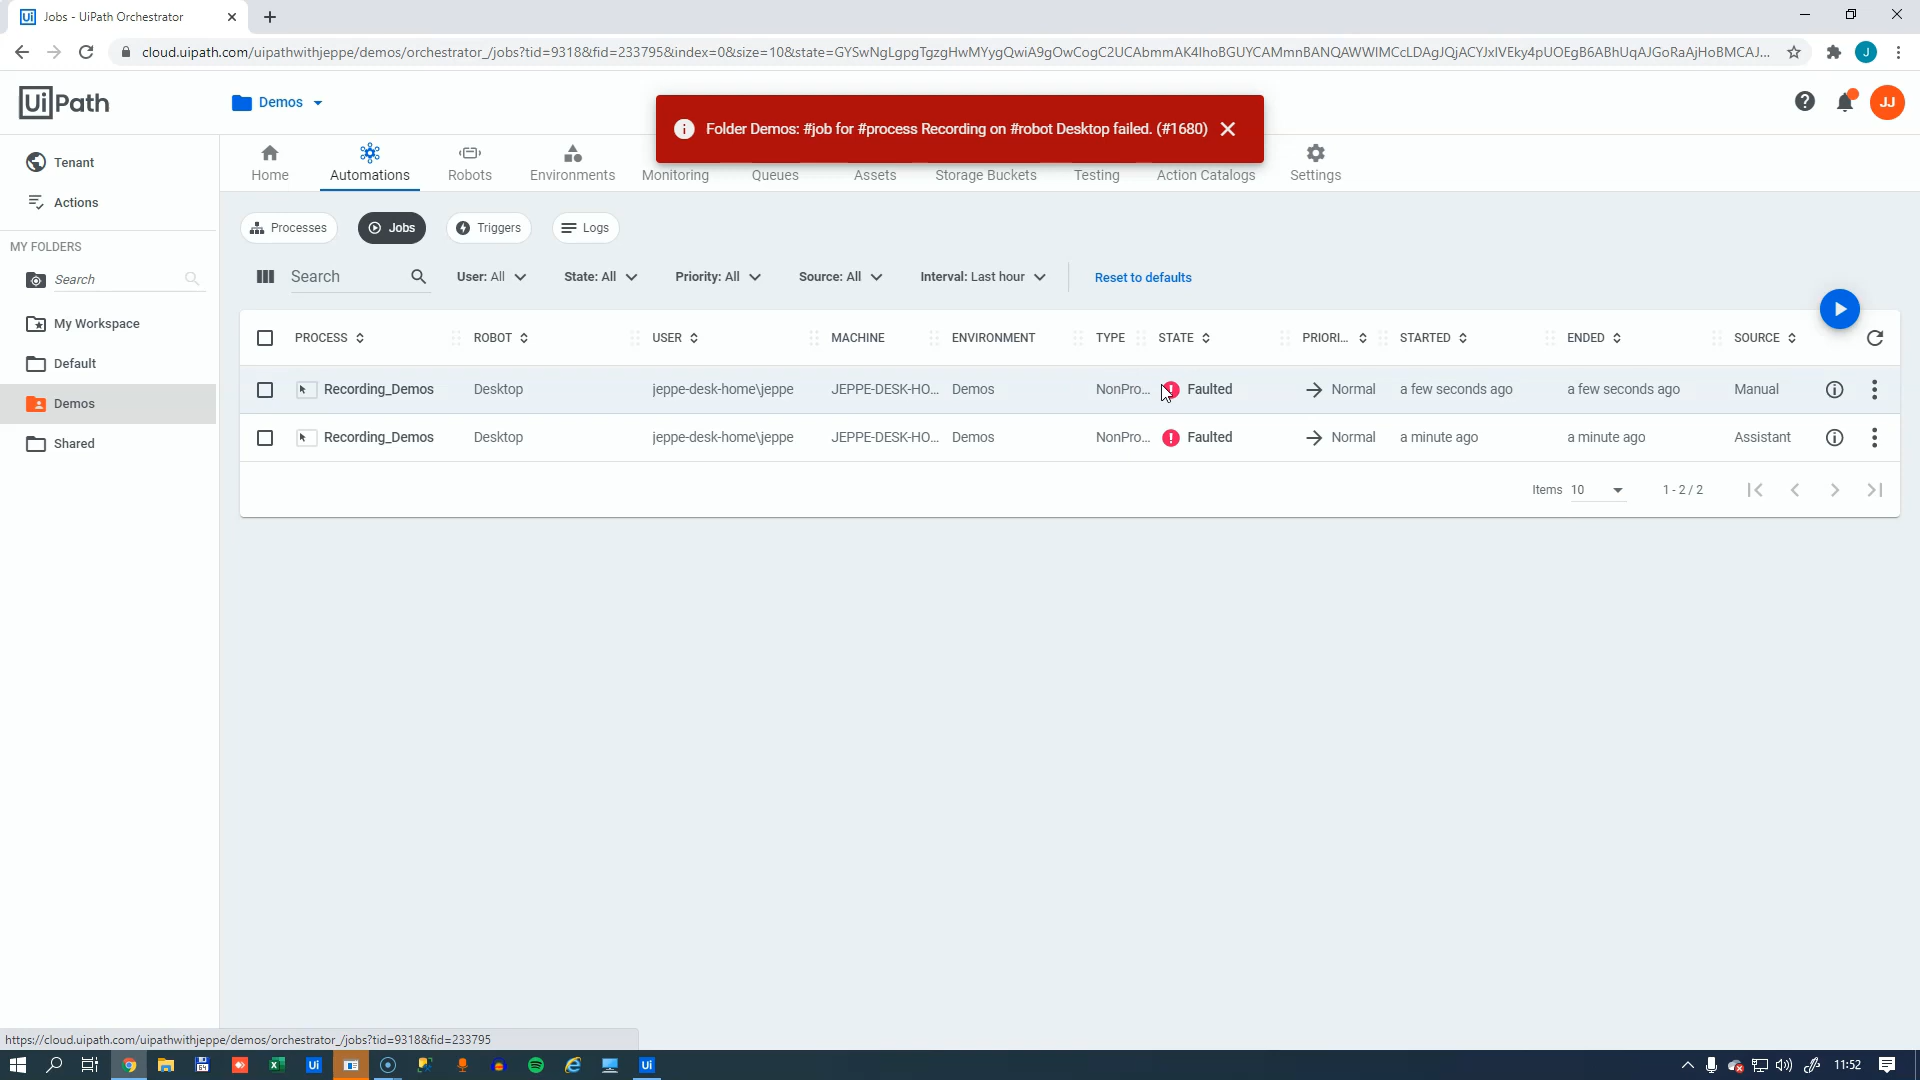 Jobs - UiPath Orchestrator
cloud.uipath.com/uipathwithjeppe/demos/orchestrator_/jobs?tid=9318&fid=233795&index=0&size=10&state=GYSwNgLgpgTgzgHwMYygQwiA9gOwCogC2UCAbmmAK4IhoBGUYCAMmnBANQAWWIMCcLDAgJQjACYJxIVEky4pUOEgB6ABhUqAJGoRaAjHoBMCAJ...
J
UiPath
Demos
Folder Demos: #job for #process Recording on #robot Desktop failed. (#1680)
JJ
Tenant
Actions
MY FOLDERS
Search
My Workspace
Default
Demos
Shared
Home
Automations
Robots
Environments
Monitoring
Queues
Assets
Storage Buckets
Testing
Action Catalogs
Settings
Processes
Jobs
Triggers
Logs
Search
User: All
State: All
Priority: All
Source: All
Interval: Last hour
Reset to defaults
PROCESS ROBOT USER MACHINE ENVIRONMENT TYPE STATE PRIORI... STARTED ENDED SOURCE
Recording_Demos Desktop jeppe-desk-home\jeppe JEPPE-DESK-HO... Demos NonPro... Faulted Normal a few seconds ago a few seconds ago Manual
Recording_Demos Desktop jeppe-desk-home\jeppe JEPPE-DESK-HO... Demos NonPro... Faulted Normal a minute ago a minute ago Assistant
Items 10 1 - 2 / 2
https://cloud.uipath.com/uipathwithjeppe/demos/orchestrator_/jobs?tid=9318&fid=233795
64
Ui
Ui
11:52